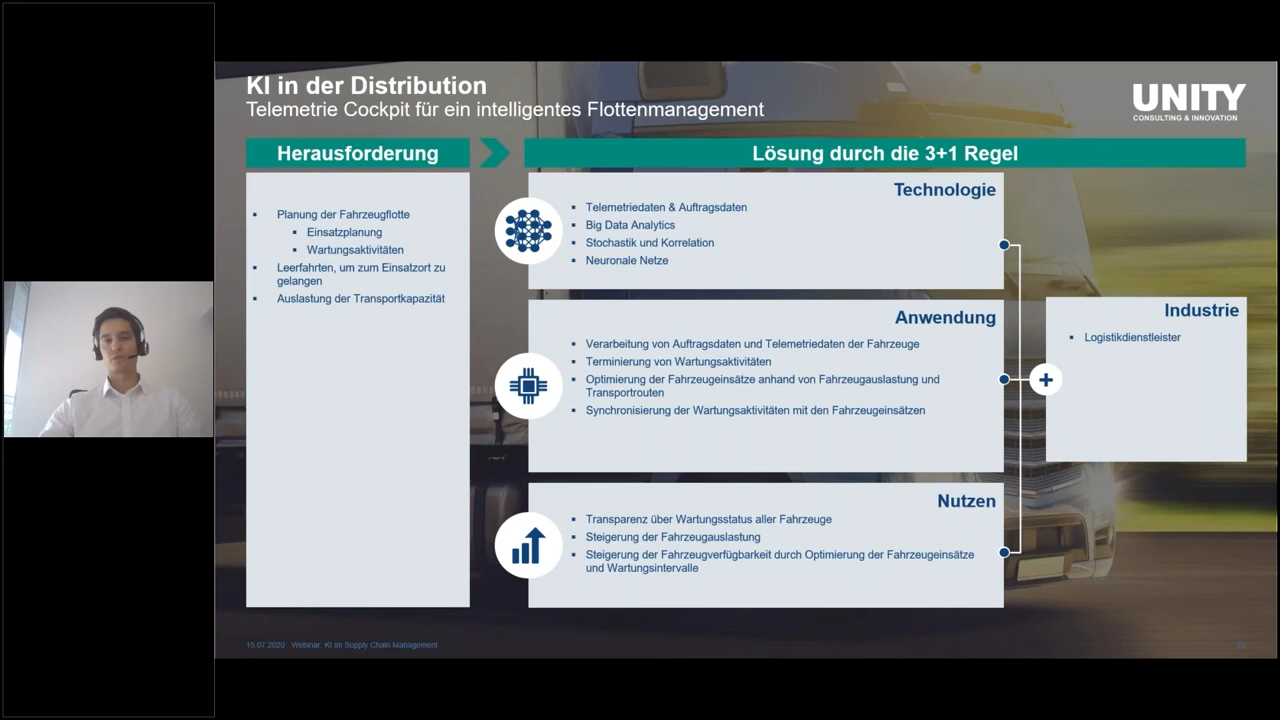 KI in der Distribution
Telemetrie Cockpit für ein intelligentes Flottenmanagement
UNITY
CONSULTING & INNOVATION
Herausforderung
Planung der Fahrzeugflotte
Einsatzplanung
Wartungsaktivitäten
Leerfahrten, um zum Einsatzort zu
gelangen
Auslastung der Transportkapazität
Lösung durch die 3+1 Regel
Technologie
Telemetriedaten & Auftragsdaten
Big Data Analytics
Stochastik und Korrelation
Neuronale Netze
Anwendung
Verarbeitung von Auftragsdaten und Telemetriedaten der Fahrzeuge
Terminierung von Wartungsaktivitäten
Optimierung der Fahrzeugeinsätze anhand von Fahrzeugauslastung und
Transportrouten
Synchronisierung der Wartungsaktivitäten mit den Fahrzeugeinsätzen
Nutzen
Transparenz über Wartungsstatus aller Fahrzeuge
Steigerung der Fahrzeugauslastung
Steigerung der Fahrzeugverfügbarkeit durch Optimierung der Fahrzeugeinsätze
und Wartungsintervalle
Industrie
Logistikdienstleister
15.07.2020 Webinar: KI im Supply Chain Management